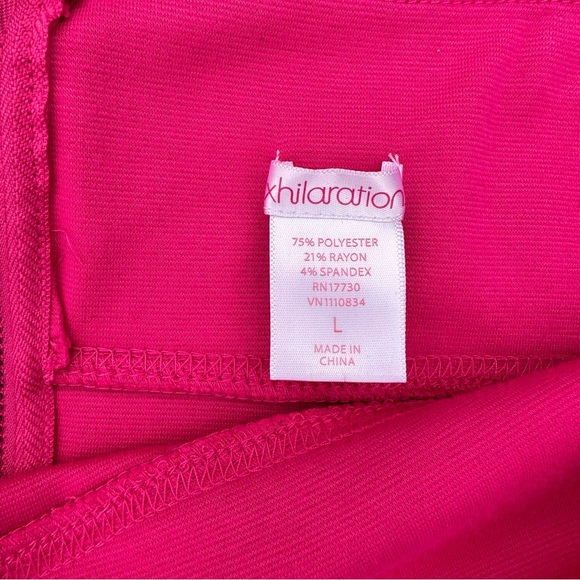 xhilaration
75% POLYESTER
21% RAYON
4% SPANDEX
RN17730
VN1110834
L
MADE IN
CHINA